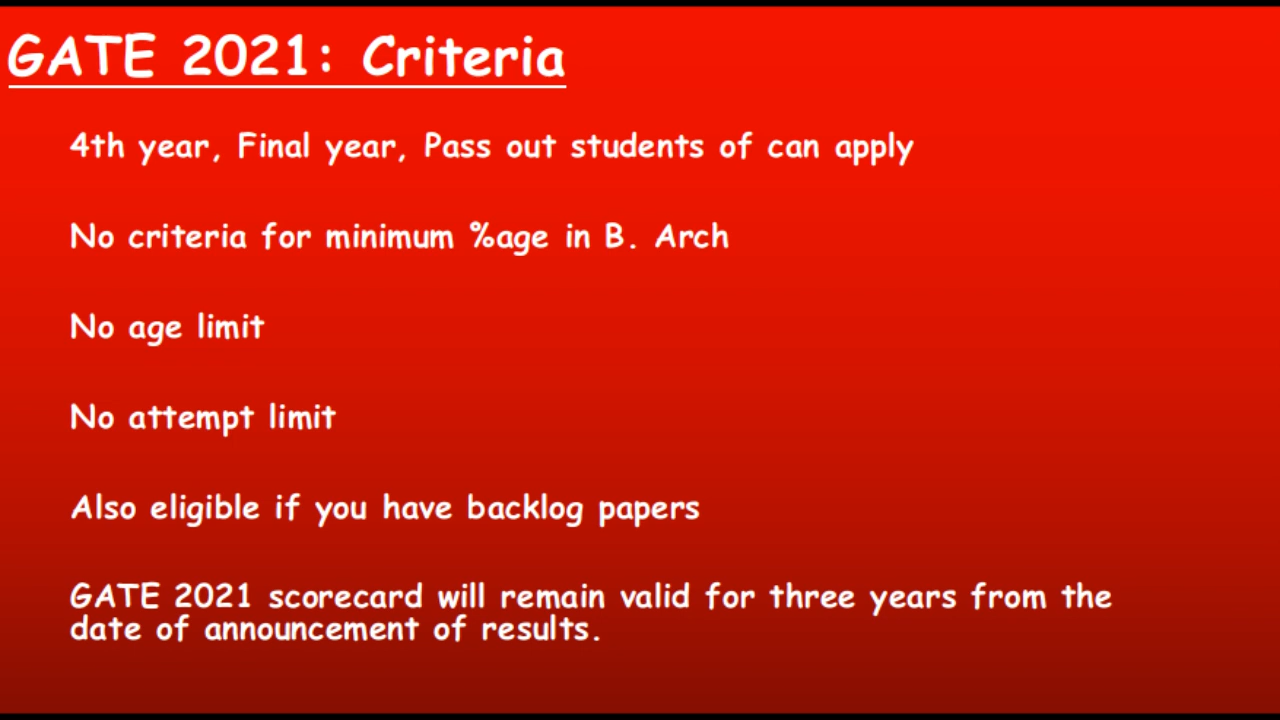 GATE 2021: Criteria
4th year, Final year, Pass out students of can apply
No criteria for minimum %age in B. Arch
No age limit
No attempt limit
Also eligible if you have backlog papers
GATE 2021 scorecard will remain valid for three years from the
date of announcement of results.